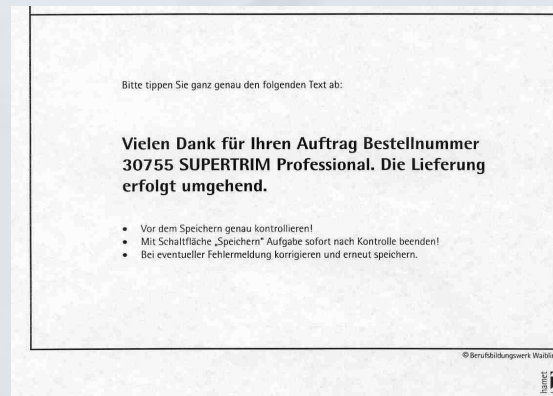 Bitte tippen Sie ganz genau den folgenden Text ab:
Vielen Dank für Ihren Auftrag Bestellnummer
30755 SUPERTRIM Professional. Die Lieferung
erfolgt umgehend.
• Vor dem Speichern genau kontrollieren!
• Mit Schaltfläche „Speichern" Aufgabe sofort nach Kontrolle beenden!
• Bei eventueller Fehlermeldung korrigieren und erneut speichern.
© Berufsbildungswerk
hamet